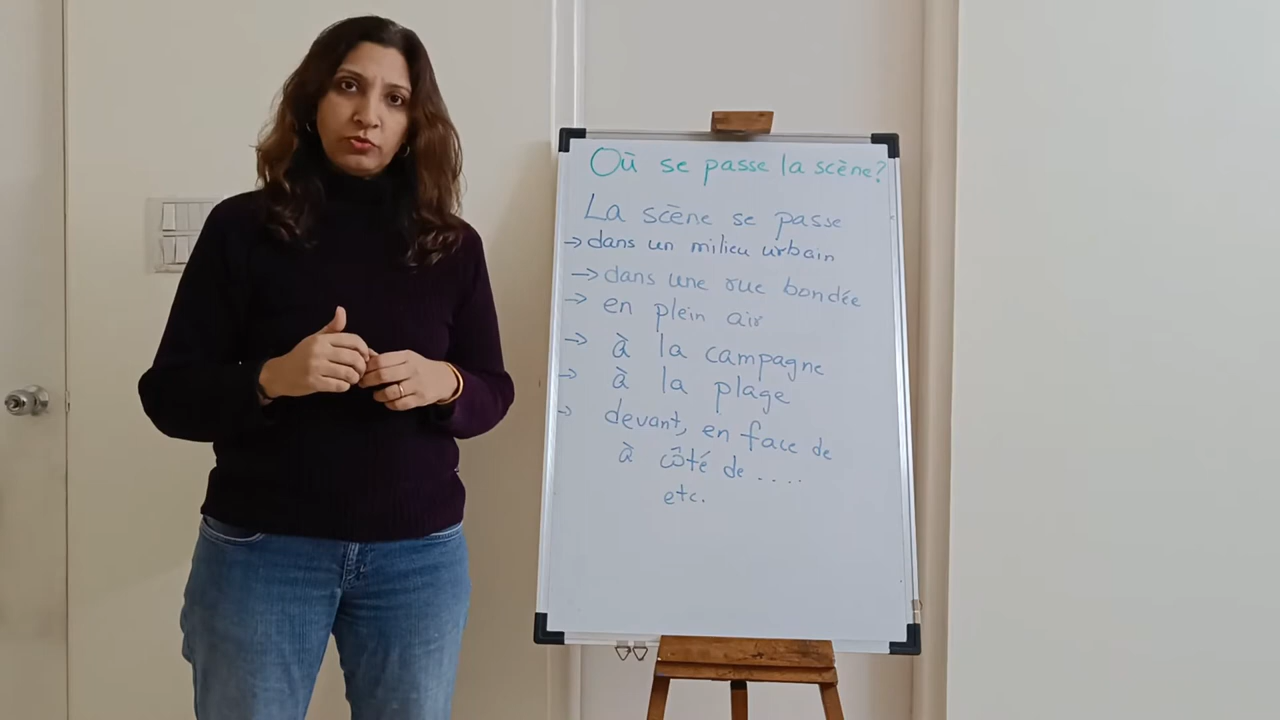 Où se passe la scène?
La scène se passe
→ dans un milieu urbain
→ dans une rue bondée
→ en plein air
→ à la campagne
→ à la plage
→ devant, en face de
à côté de ....
etc.